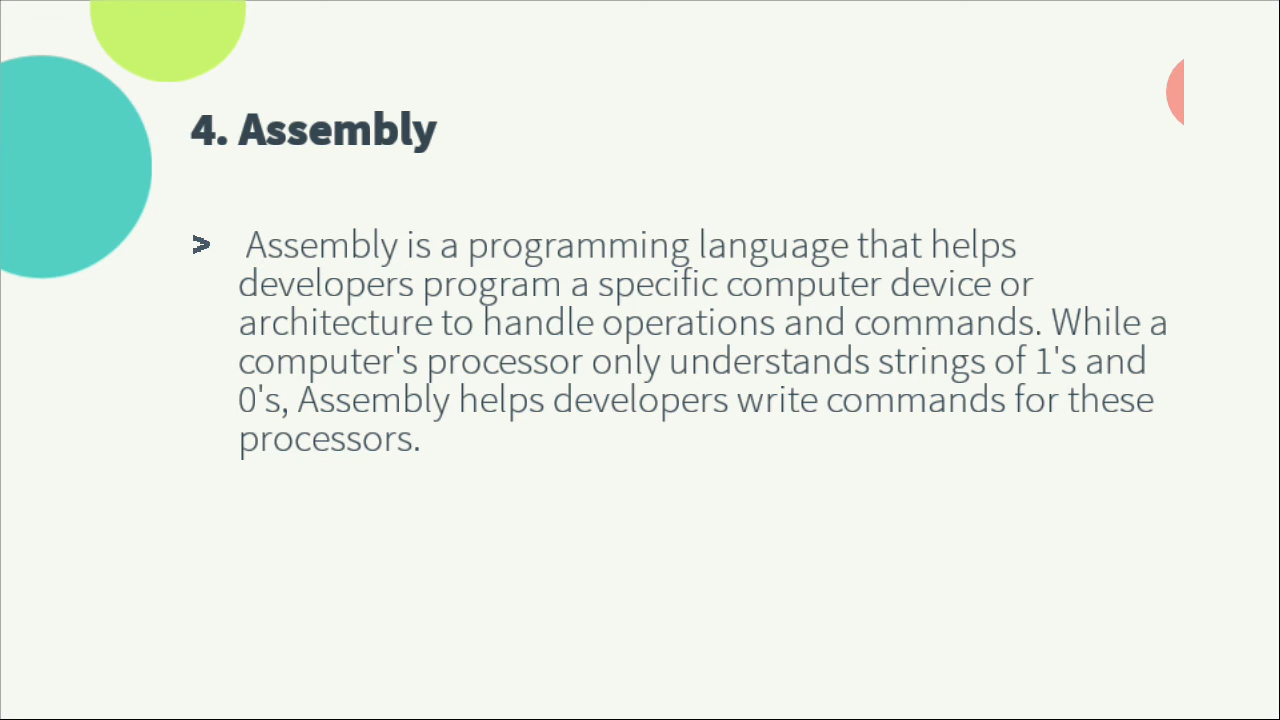 4. Assembly
> Assembly is a programming language that helps
developers program a specific computer device or
architecture to handle operations and commands. While a
computer's processor only understands strings of 1's and
0's, Assembly helps developers write commands for these
processors.